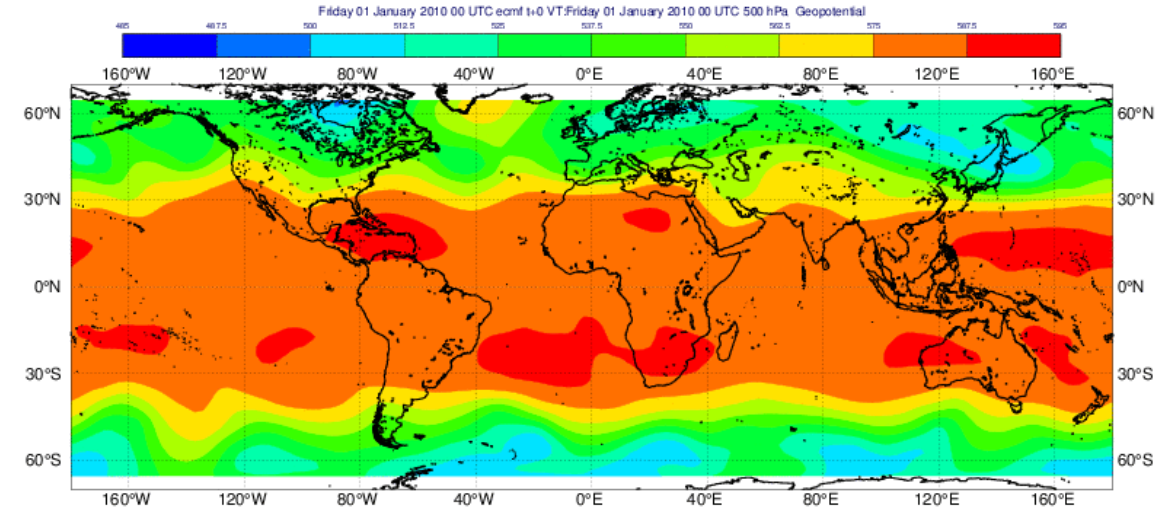 Friday 01 January 2010 00 UTC ecmf t+0 VT:Friday 01 January 2010 00 UTC 500 hPa Geopotential
485 487.5 500 512.5 525 537.5 550 562.5 575 587.5 595
160°W 120°W 80°W 40°W 0°E 40°E 80°E 120°E 160°E
60°N 60°N
30°N 30°N
0°N 0°N
30°S 30°S
60°S 60°S
160°W 120°W 80°W 40°W 0°E 40°E 80°E 120°E 160°E